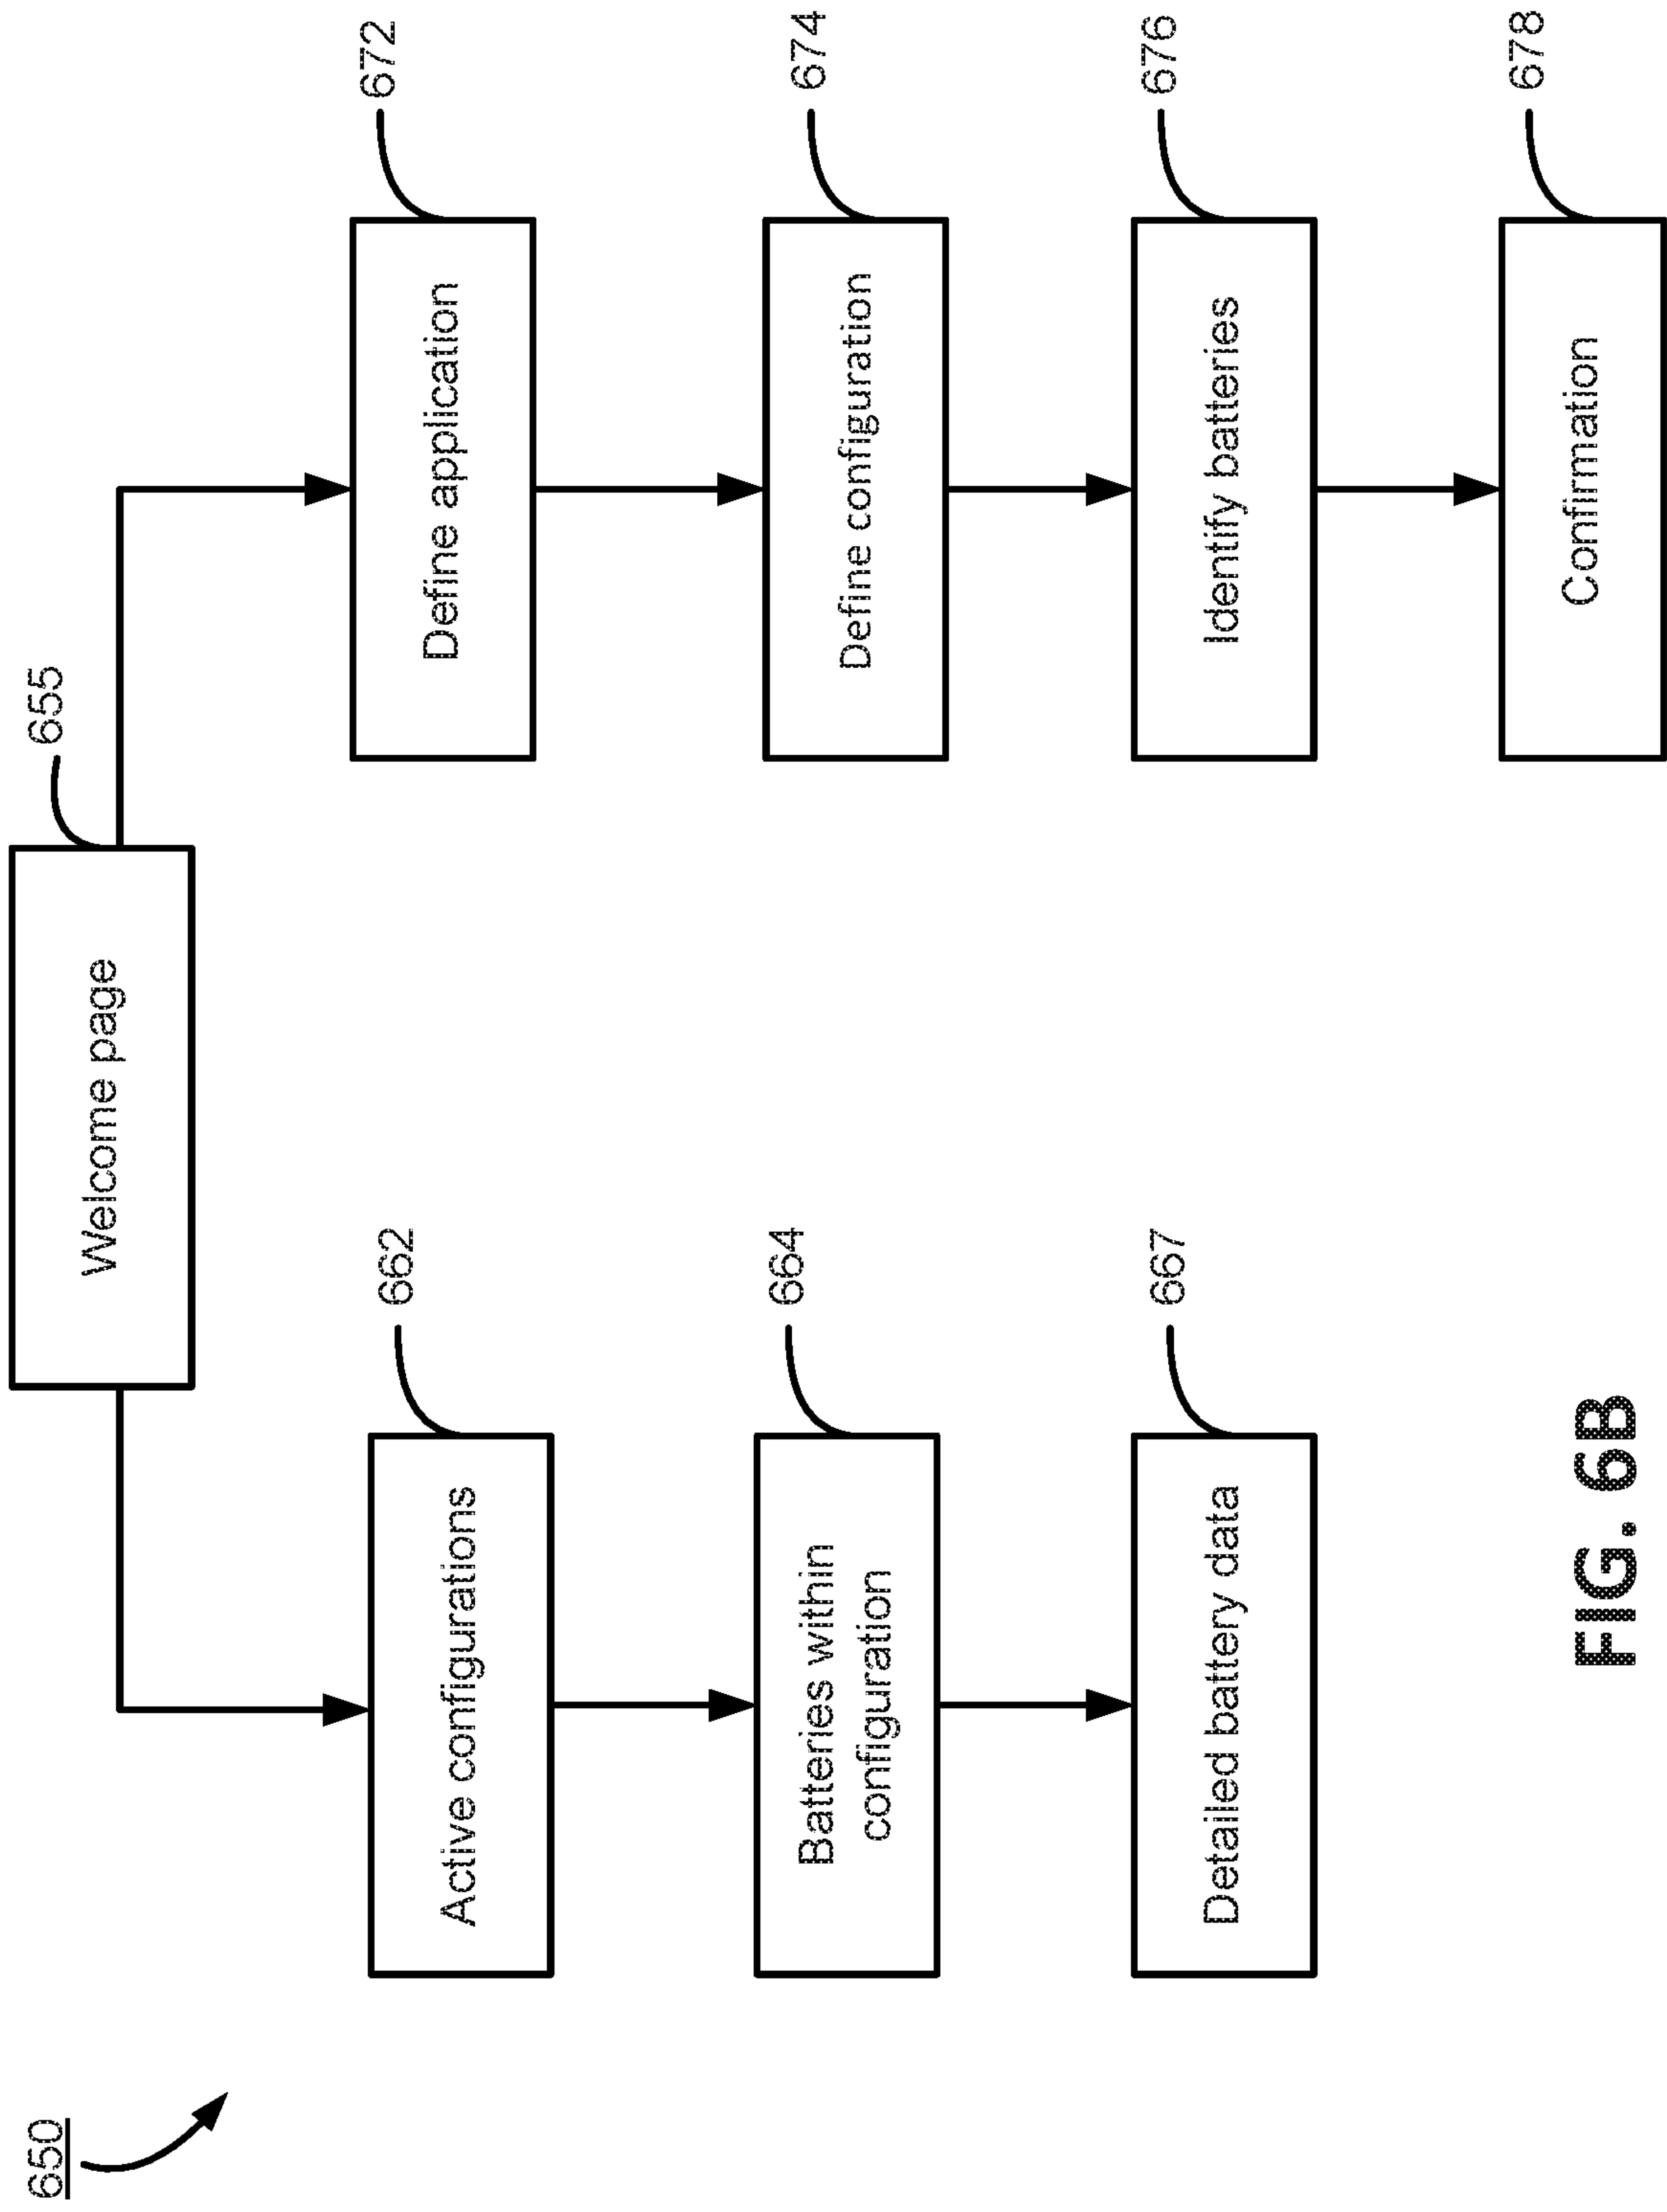 650
655
Welcome page
662
Active configurations
664
Batteries within
configuration
667
Detailed battery data
672
Define application
674
Define configuration
676
Identify batteries
678
Confirmation
FIG. 6B